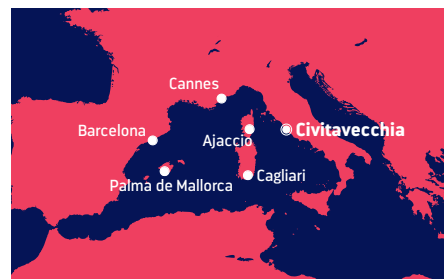 Cannes
Barcelona
Ajaccio
Civitavecchia
Palma de Mallorca
Cagliari